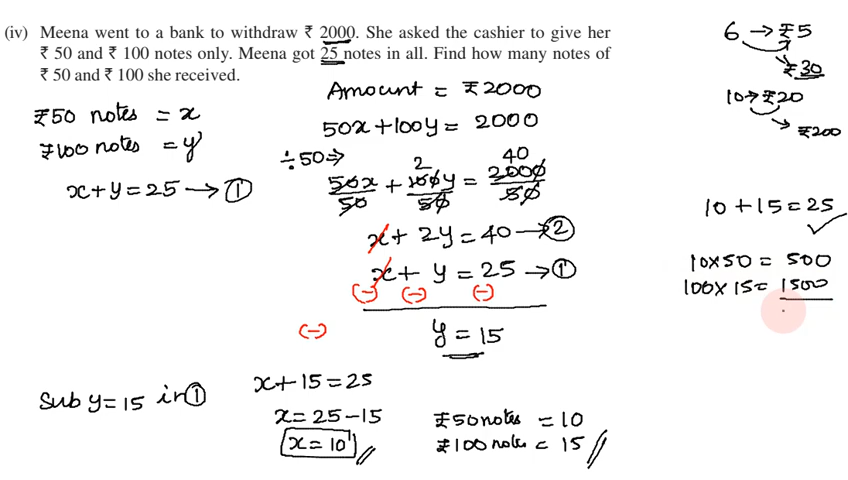 (iv) Meena went to a bank to withdraw ₹ 2000. She asked the cashier to give her
₹ 50 and ₹ 100 notes only. Meena got 25 notes in all. Find how many notes of
₹ 50 and ₹ 100 she received.
6 → ₹5
₹30
10→₹20
₹200
₹50 notes = x
₹100 notes = y
x+y=25 → ①
Amount = ₹2000
50x+100y = 2000
÷50⇒
2 40
50x/50 + 100y/50 = 2000/50
x + 2y = 40 → ②
x + y = 25 → ①
(-) (-) (-)
(-)
y = 15
10 + 15 = 25 ✓
10×50 = 500
100×15 = 1500
Sub y=15 in ①
x+15=25
x=25-15
x=10
₹50 notes = 10
₹100 notes = 15